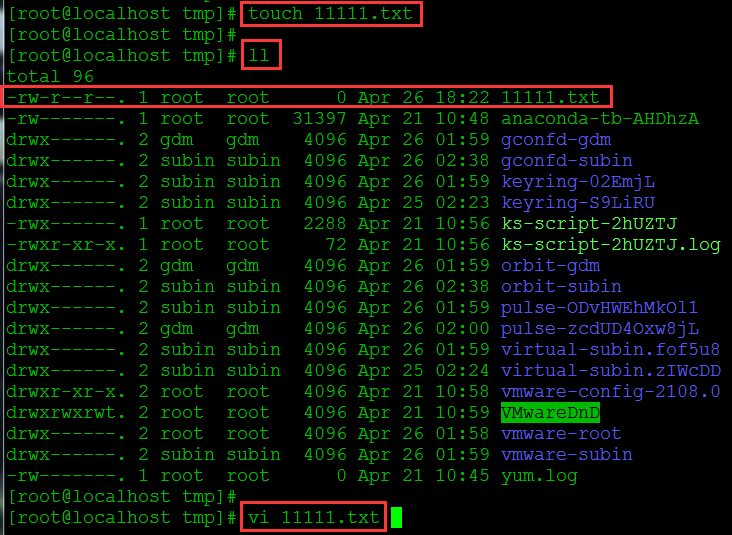 [root@localhost tmp]# touch 11111.txt
[root@localhost tmp]#
[root@localhost tmp]# ll
total 96
-rw-r--r--. 1 root  root      0 Apr 26 18:22 11111.txt
-rw-------. 1 root  root  31397 Apr 21 10:48 anaconda-tb-AHDhzA
drwx------. 2 gdm   gdm    4096 Apr 26 01:59 gconfd-gdm
drwx------. 2 subin subin  4096 Apr 26 02:38 gconfd-subin
drwx------. 2 subin subin  4096 Apr 26 01:59 keyring-02EmjL
drwx------. 2 subin subin  4096 Apr 25 02:23 keyring-S9LiRU
-rwx------. 1 root  root   2288 Apr 21 10:56 ks-script-2hUZTJ
-rwxr-xr-x. 1 root  root     72 Apr 21 10:56 ks-script-2hUZTJ.log
drwx------. 2 gdm   gdm    4096 Apr 26 01:59 orbit-gdm
drwx------. 2 subin subin  4096 Apr 26 02:38 orbit-subin
drwx------. 2 subin subin  4096 Apr 26 01:59 pulse-ODvHWEhMkOl1
drwx------. 2 gdm   gdm    4096 Apr 26 02:00 pulse-zcdUD4Oxw8jL
drwx------. 2 subin subin  4096 Apr 26 01:59 virtual-subin.fof5u8
drwx------. 2 subin subin  4096 Apr 25 02:24 virtual-subin.zIWcDD
drwxr-xr-x. 2 root  root   4096 Apr 21 10:58 vmware-config-2108.0
drwxrwxrwt. 2 root  root   4096 Apr 21 10:59 VMwareDnD
drwx------. 2 root  root   4096 Apr 26 01:58 vmware-root
drwx------. 2 subin subin  4096 Apr 26 01:59 vmware-subin
-rw-------. 1 root  root      0 Apr 21 10:45 yum.log
[root@localhost tmp]#
[root@localhost tmp]# vi 11111.txt